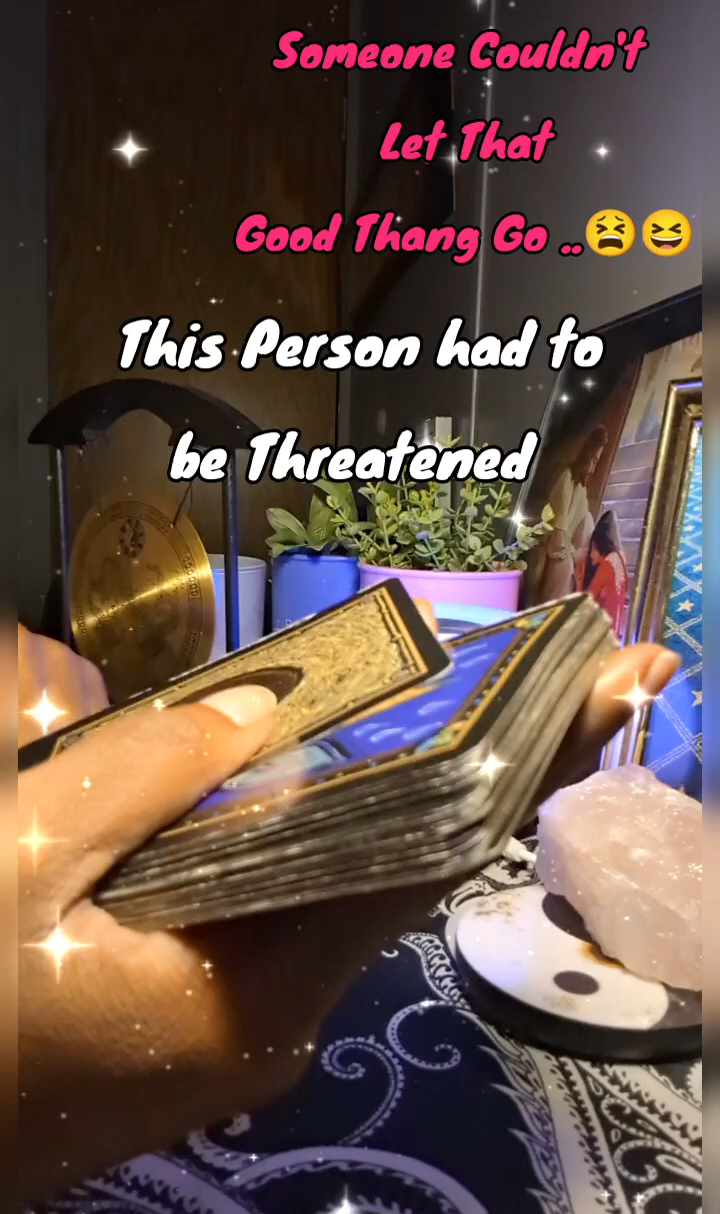 Someone Couldn't
Let That
Good Thang Go ..😫😆
This Person had to
be Threatened